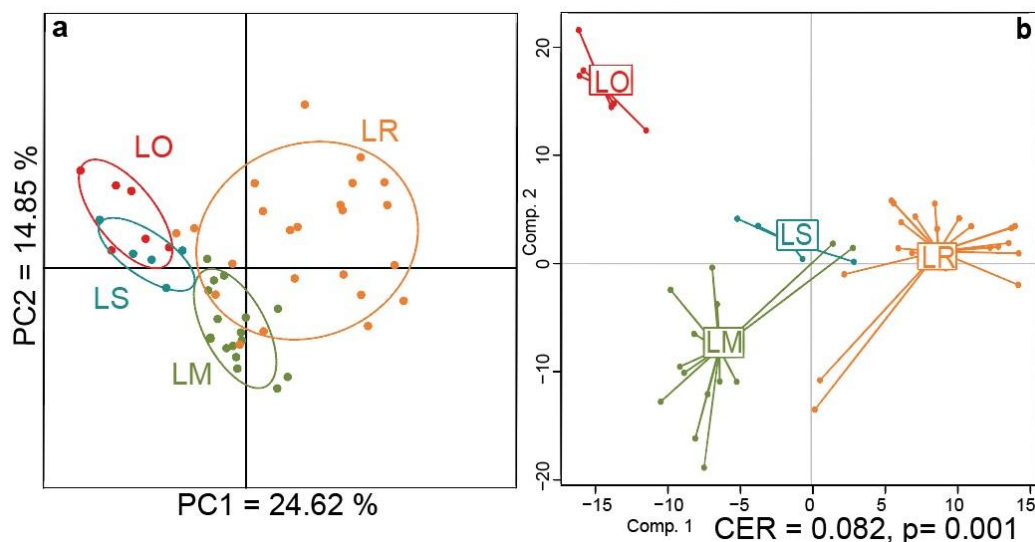 a
LO
LR
LS
LM
PC2 = 14.85 %
PC1 = 24.62 %
b
20
10
0
−10
−20
Comp. 2
LO
LS
LR
LM
−15
−10
−5
0
5
10
15
Comp. 1
CER = 0.082, p= 0.001